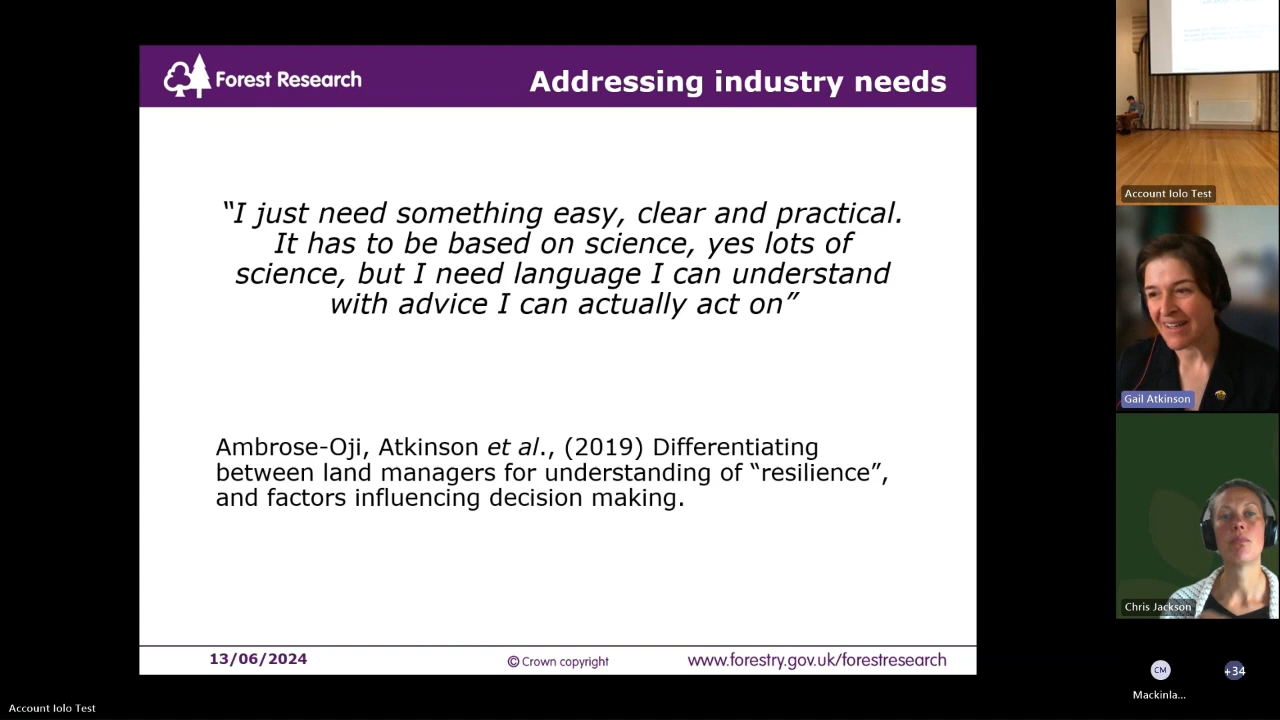 Forest Research
Addressing industry needs
“I just need something easy, clear and practical.
It has to be based on science, yes lots of
science, but I need language I can understand
with advice I can actually act on”
Ambrose-Oji, Atkinson et al., (2019) Differentiating
between land managers for understanding of “resilience”,
and factors influencing decision making.
13/06/2024
© Crown copyright
www.forestry.gov.uk/forestresearch
Account Iolo Test
Gail Atkinson
Chris Jackson
CM
+34
Mackinla...
Account Iolo Test